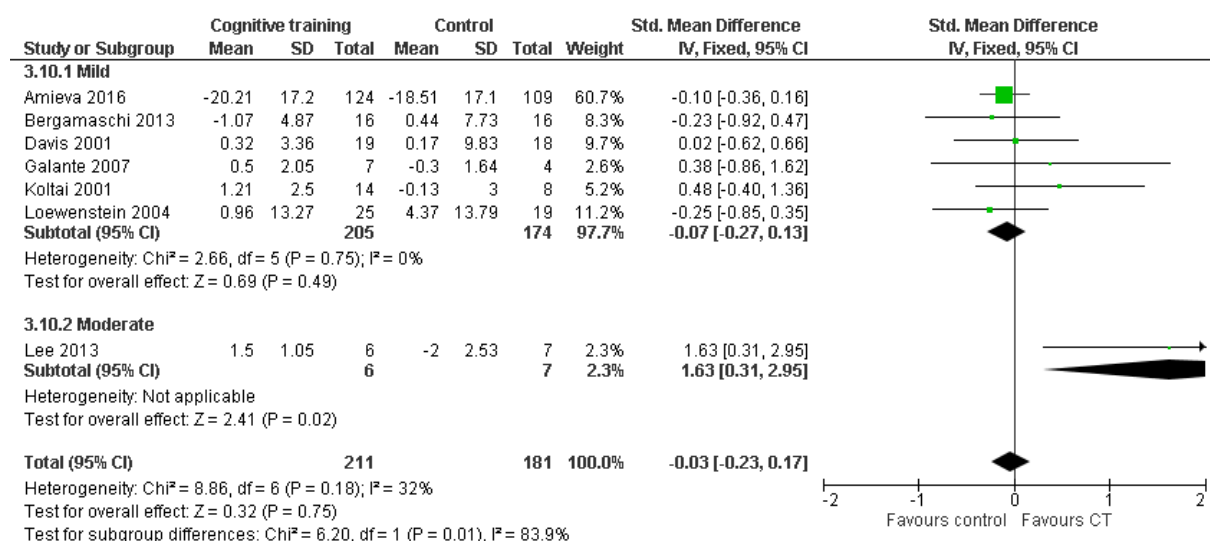 Cognitive training Control Std. Mean Difference Std. Mean Difference
Study or Subgroup Mean SD Total Mean SD Total Weight IV, Fixed, 95% CI IV, Fixed, 95% CI
3.10.1 Mild
Amieva 2016 -20.21 17.2 124 -18.51 17.1 109 60.7% -0.10 [-0.36, 0.16]
Bergamaschi 2013 -1.07 4.87 16 0.44 7.73 16 8.3% -0.23 [-0.92, 0.47]
Davis 2001 0.32 3.36 19 0.17 9.83 18 9.7% 0.02 [-0.62, 0.66]
Galante 2007 0.5 2.05 7 -0.3 1.64 4 2.6% 0.38 [-0.86, 1.62]
Koltai 2001 1.21 2.5 14 -0.13 3 8 5.2% 0.48 [-0.40, 1.36]
Loewenstein 2004 0.96 13.27 25 4.37 13.79 19 11.2% -0.25 [-0.85, 0.35]
Subtotal (95% CI) 205 174 97.7% -0.07 [-0.27, 0.13]
Heterogeneity: Chi² = 2.66, df = 5 (P = 0.75); I² = 0%
Test for overall effect: Z = 0.69 (P = 0.49)
3.10.2 Moderate
Lee 2013 1.5 1.05 6 -2 2.53 7 2.3% 1.63 [0.31, 2.95]
Subtotal (95% CI) 6 7 2.3% 1.63 [0.31, 2.95]
Heterogeneity: Not applicable
Test for overall effect: Z = 2.41 (P = 0.02)
Total (95% CI) 211 181 100.0% -0.03 [-0.23, 0.17]
Heterogeneity: Chi² = 8.86, df = 6 (P = 0.18); I² = 32%
Test for overall effect: Z = 0.32 (P = 0.75)
Test for subgroup differences: Chi² = 6.20, df = 1 (P = 0.01), I² = 83.9%
-2 -1 0 1 2
Favours control Favours CT